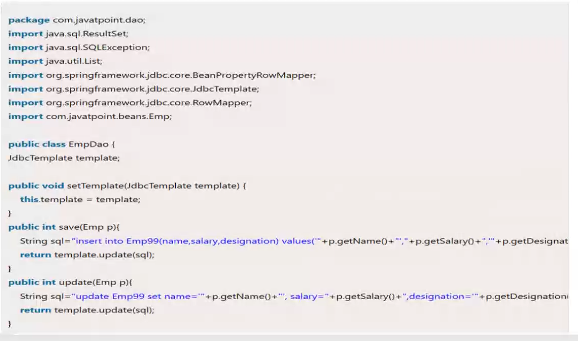 package com.javatpoint.dao;
import java.sql.ResultSet;
import java.sql.SQLException;
import java.util.List;
import org.springframework.jdbc.core.BeanPropertyRowMapper;
import org.springframework.jdbc.core.JdbcTemplate;
import org.springframework.jdbc.core.RowMapper;
import com.javatpoint.beans.Emp;
public class EmpDao {
JdbcTemplate template;
public void setTemplate(JdbcTemplate template) {
this.template = template;
}
public int save(Emp p){
String sql="insert into Emp99(name,salary,designation) values('"+p.getName()+"',"+p.getSalary()+",'"+p.getDesignat
return template.update(sql);
}
public int update(Emp p){
String sql="update Emp99 set name='"+p.getName()+"', salary="+p.getSalary()+",designation='"+p.getDesignation
return template.update(sql);
}